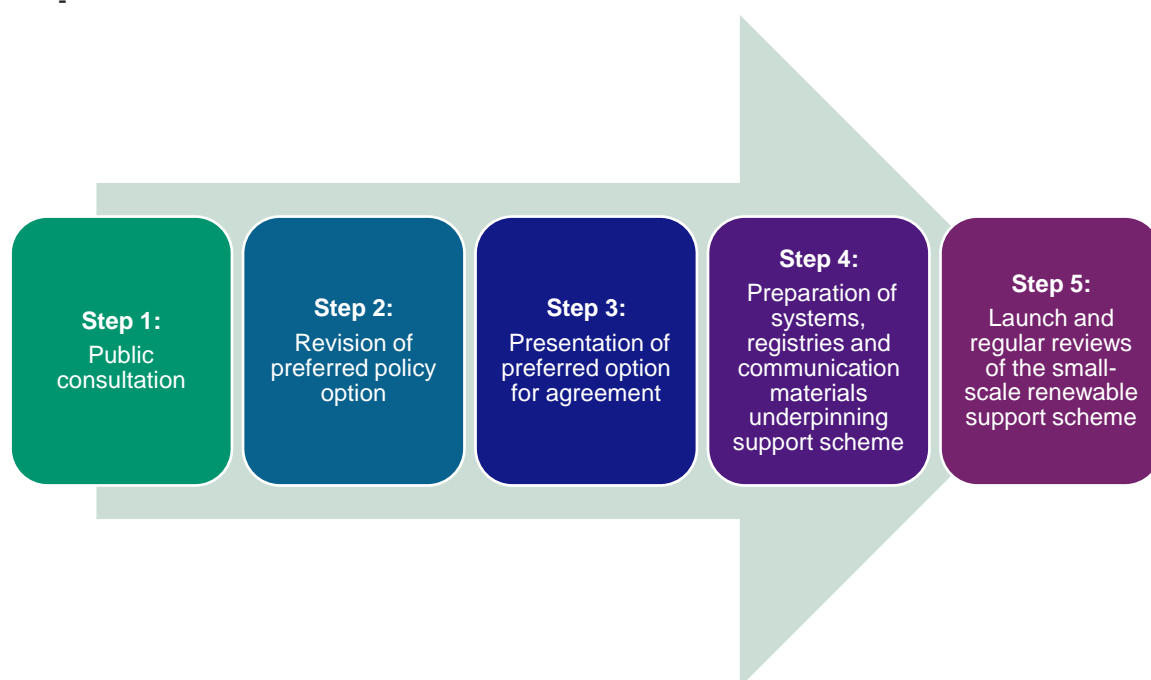 Step 1:
Public
consultation
Step 2:
Revision of
preferred policy
option
Step 3:
Presentation of
preferred option
for agreement
Step 4:
Preparation of
systems,
registries and
communication
materials
underpinning
support scheme
Step 5:
Launch and
regular reviews
of the small-
scale renewable
support scheme